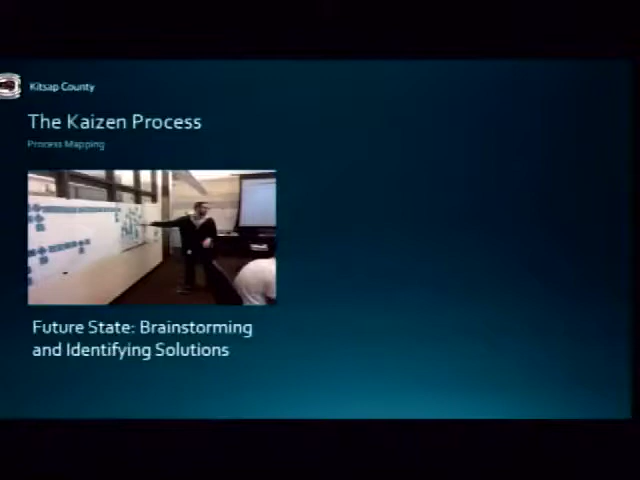 Kitsap County
The Kaizen Process
Process Mapping
Future State: Brainstorming
and Identifying Solutions